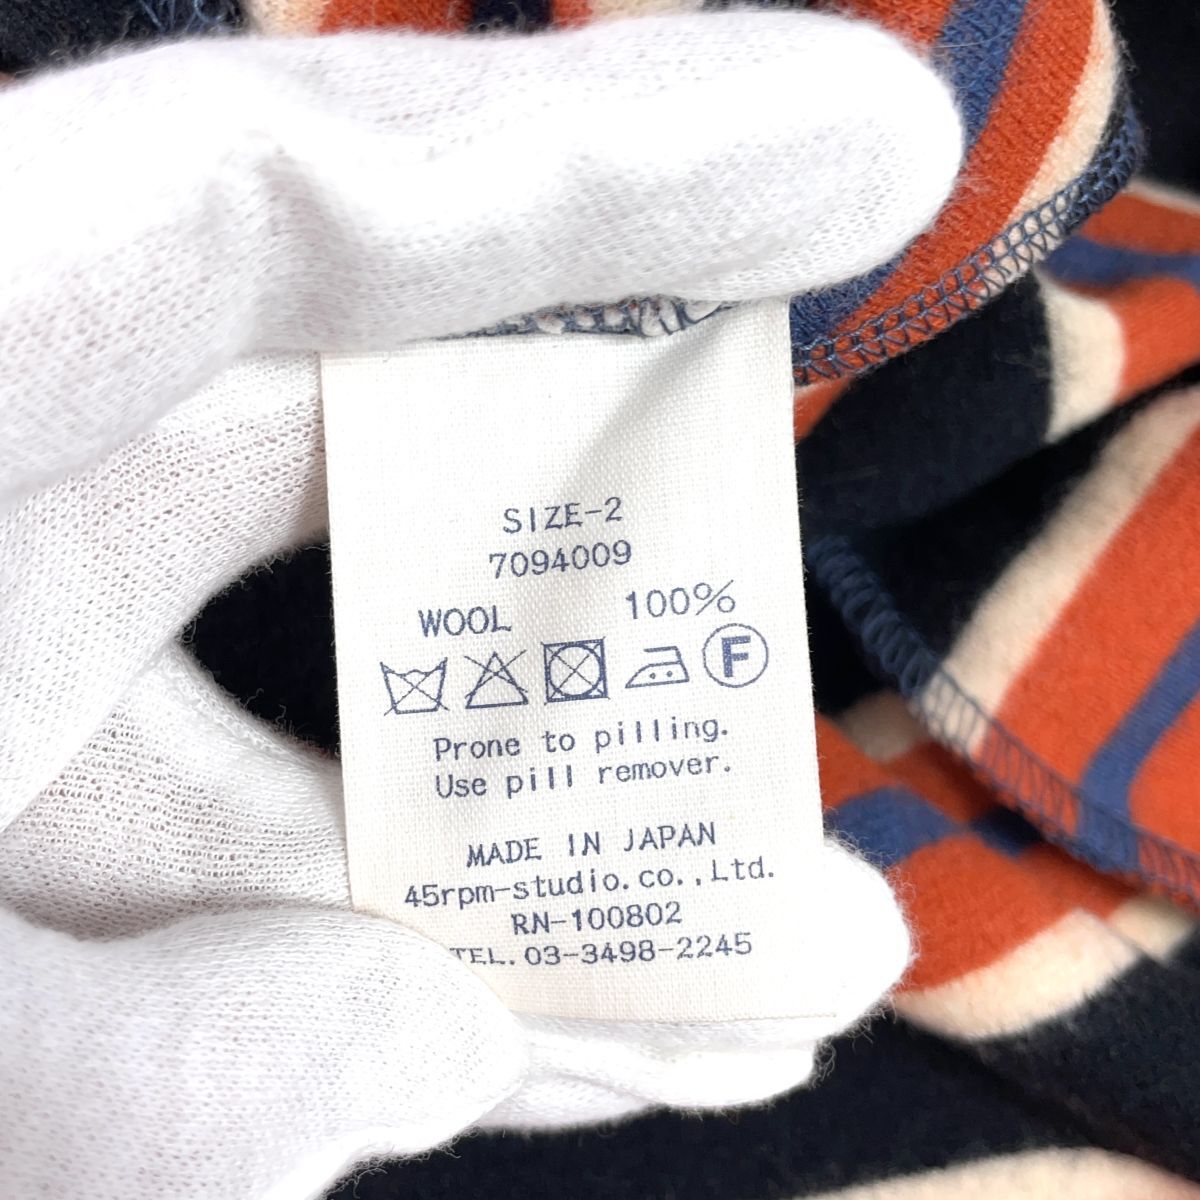 SIZE-2
7094009
WOOL 100%
F
Prone to pilling.
Use pill remover.
MADE IN JAPAN
45rpm-studio.co.,Ltd.
RN-100802
TEL. 03-3498-2245